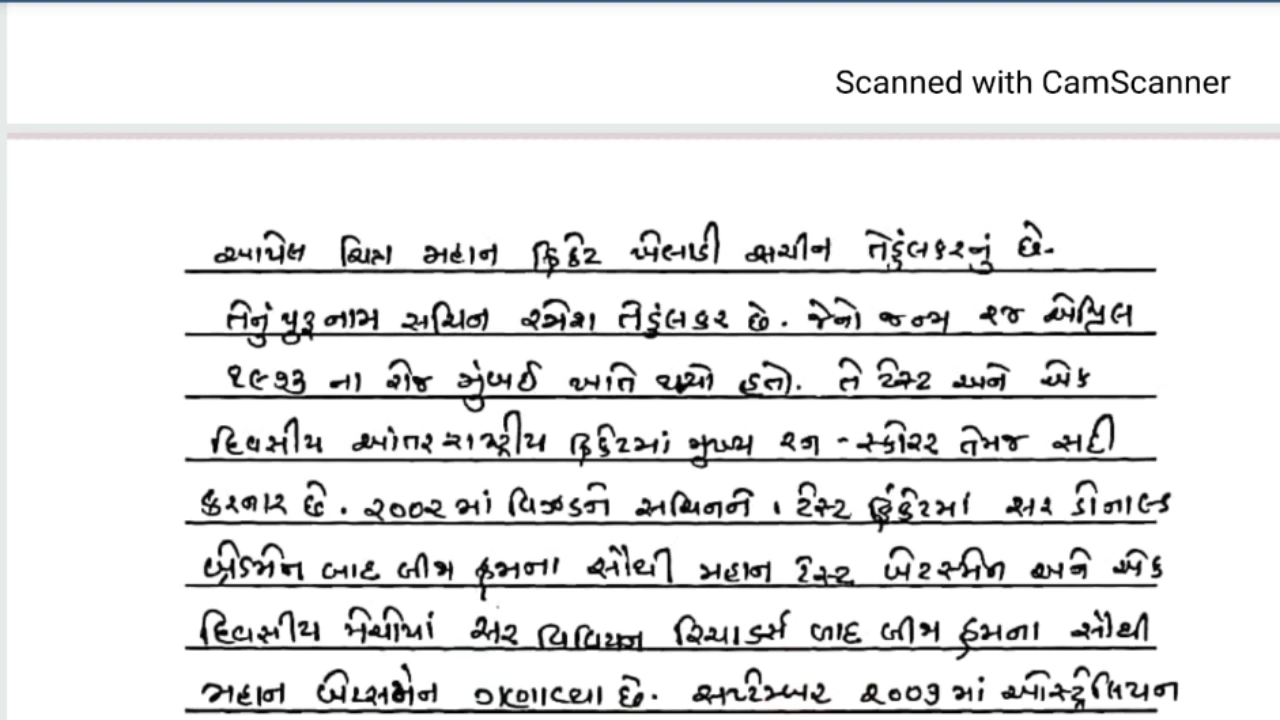 Scanned with CamScanner
આપેલ ચિત્ર મહાન ક્રિકેટ ખેલાડી સચીન તેડુંલકરનું છે.
તેનું પુરૂ નામ સચિન રમેશ તેડુંલકર છે. જેનો જન્મ ૨જ એપ્રિલ
૧૯૭૩ ના રોજ મુંબઈ ખાતે થયો હતો. તે ટેસ્ટ અને એક
દિવસીય આંતરરાષ્ટ્રીય ક્રિકેટમાં મુખ્ય રન - સ્કોરર તેમજ સદી
કરનાર છે. ૨૦૦૨ માં વિઝડને સચિનને ટેસ્ટ ક્રિકેટમાં સર ડોનાલ્ડ
બ્રેડમેન બાદ બીજા ક્રમના સૌથી મહાન ટેસ્ટ બેટસ્મેન અને એક
દિવસીય મેચોમાં સર વિવિયન રિચાર્ડ્સ બાદ બીજા ક્રમના સૌથી
મહાન બેટ્સમેન ગણાવ્યા છે. સપ્ટેમ્બર ૨૦૦૭ માં ઓસ્ટ્રેલિયન